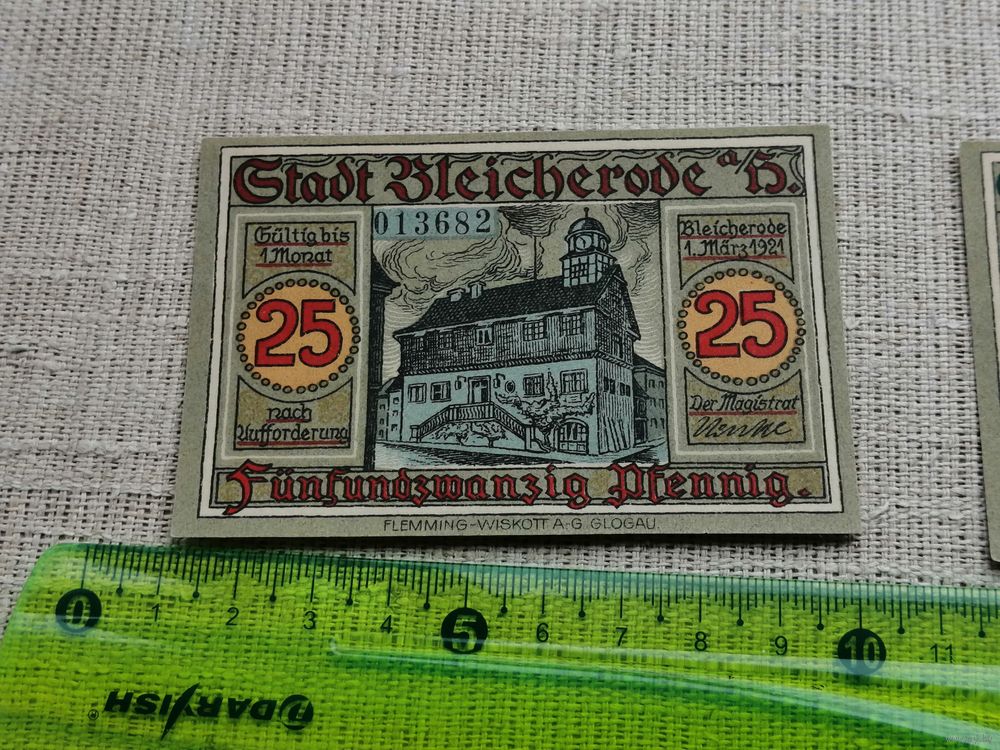 Stadt Bleicherode a/H.
013682
Gültig bis
1 Monat
25
nach
Aufforderung
Bleicherode
1. März 1921
25
Der Magistrat
Fünfundzwanzig Pfennig.
FLEMMING-WISKOTT A.-G. GLOGAU.
0 1 2 3 4 5 6 7 8 9 10 11
DARVISH